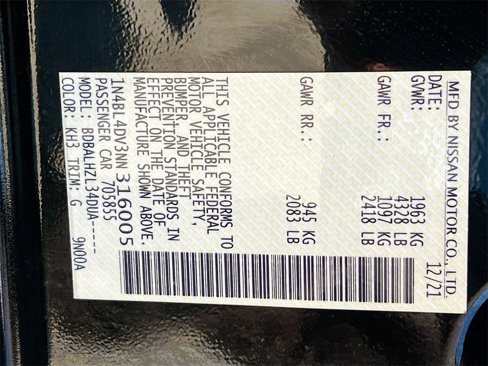 MFD BY NISSAN MOTOR CO., LTD.
DATE: 12/21
GVWR: 1963 KG
4328 LB
GAWR FR.: 1097 KG
2418 LB
GAWR RR.: 945 KG
2083 LB
THIS VEHICLE CONFORMS TO
ALL APPLICABLE FEDERAL
MOTOR VEHICLE SAFETY,
BUMPER, AND THEFT
PREVENTION STANDARDS IN
EFFECT ON THE DATE OF
MANUFACTURE SHOWN ABOVE.
1N4BL4DV3NN316005
PASSENGER CAR 705855
MODEL: BDBALHZL34DUA-----
COLOR: KH3 TRIM: G 9N00A